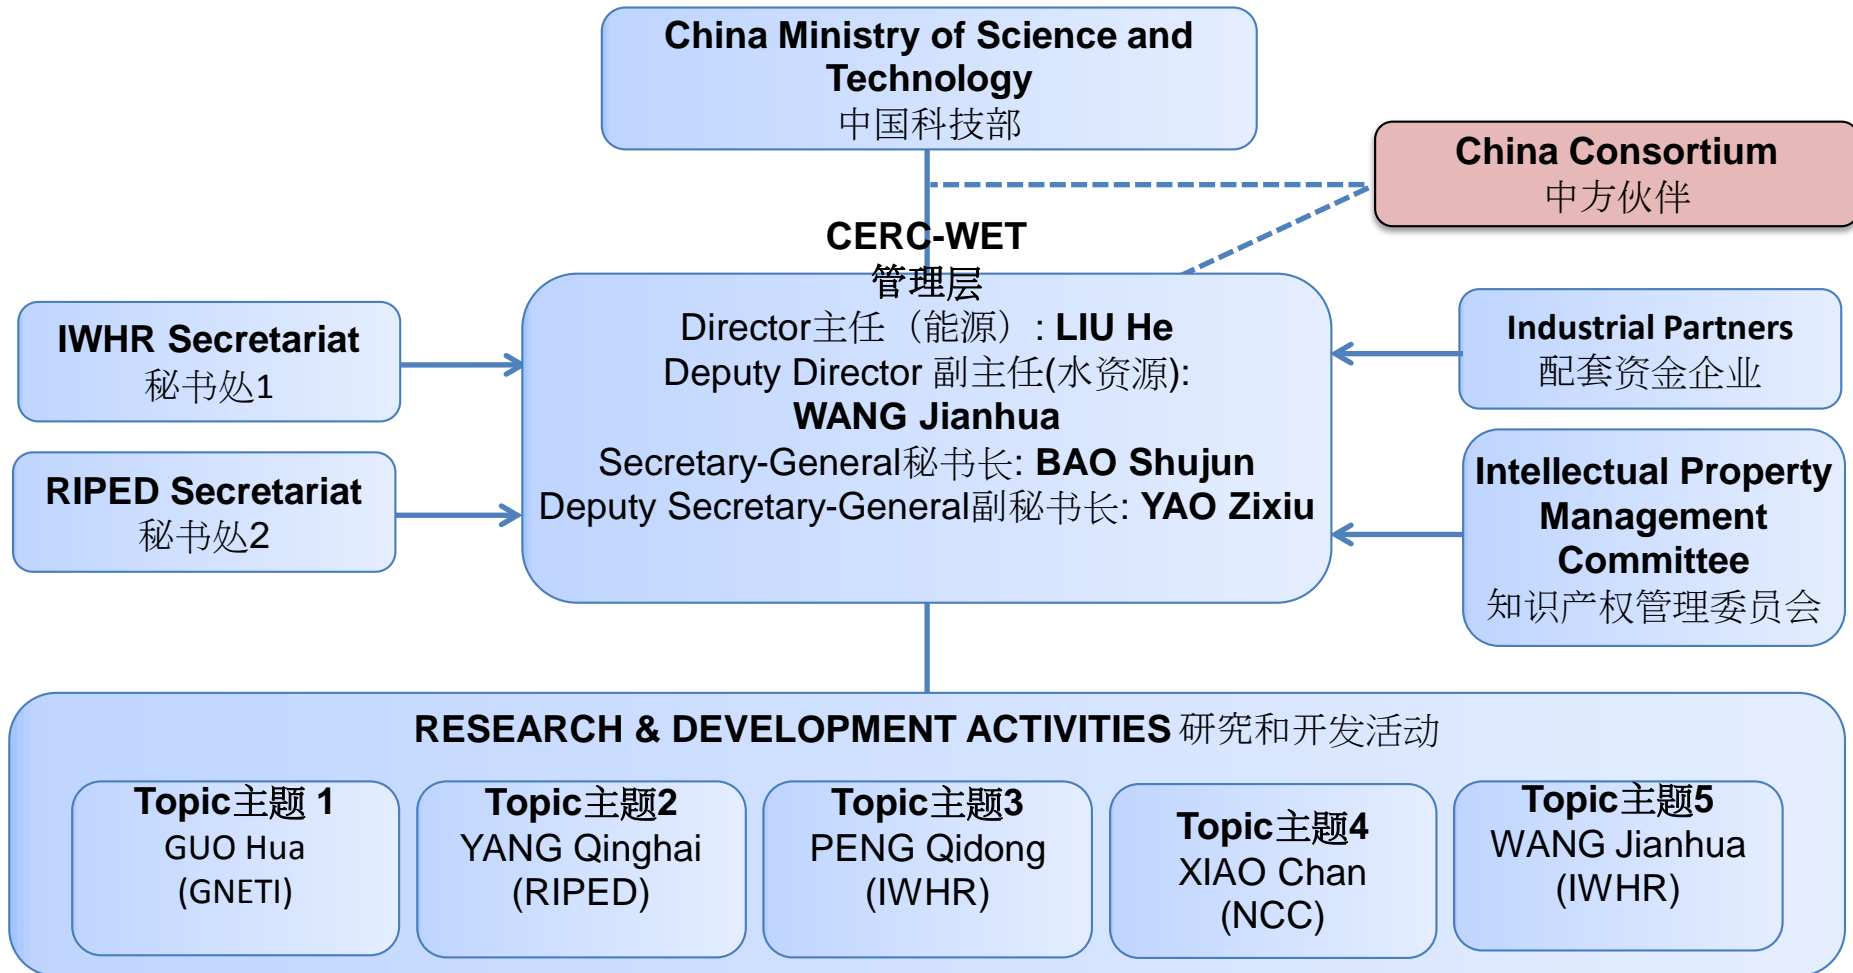 China Ministry of Science and
Technology
中国科技部
China Consortium
中方伙伴
CERC-WET
管理层
Director主任（能源）: LIU He
Deputy Director 副主任(水资源):
WANG Jianhua
Secretary-General秘书长: BAO Shujun
Deputy Secretary-General副秘书长: YAO Zixiu
IWHR Secretariat
秘书处1
RIPED Secretariat
秘书处2
Industrial Partners
配套资金企业
Intellectual Property
Management
Committee
知识产权管理委员会
RESEARCH & DEVELOPMENT ACTIVITIES 研究和开发活动
Topic主题 1
GUO Hua
(GNETI)
Topic主题2
YANG Qinghai
(RIPED)
Topic主题3
PENG Qidong
(IWHR)
Topic主题4
XIAO Chan
(NCC)
Topic主题5
WANG Jianhua
(IWHR)